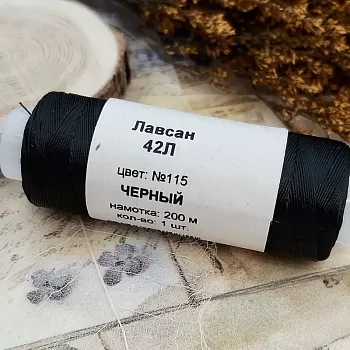 Лавсан
42Л
цвет: №115
ЧЕРНЫЙ
намотка: 200 м
кол-во: 1 шт.